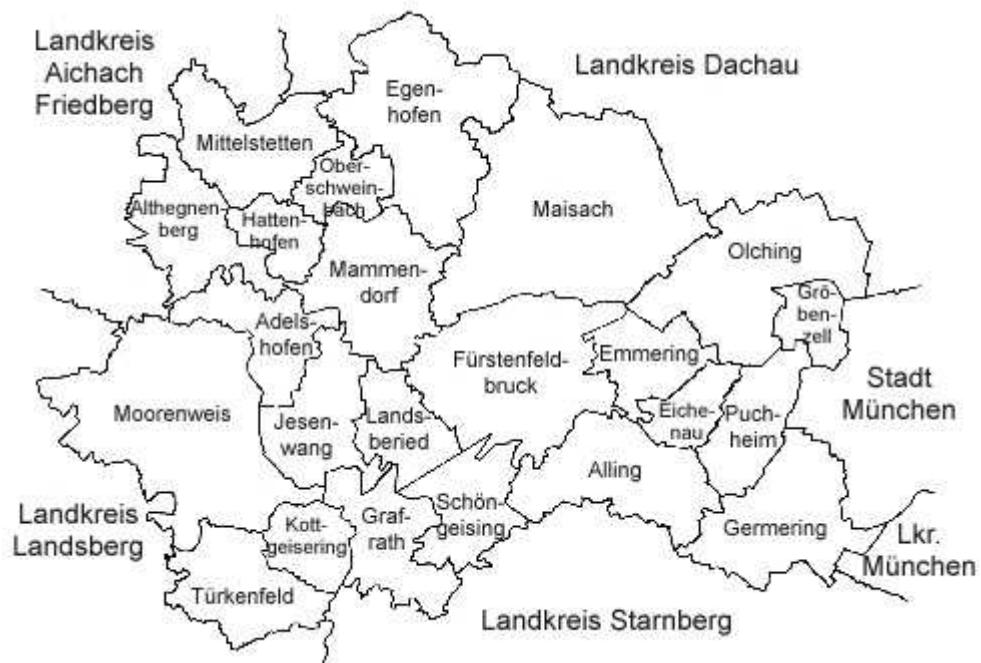 Landkreis
Aichach
Friedberg
Landkreis Dachau
Egen-
hofen
Mittelstetten
Ober-
schwein-
bach
Althegnen-
berg
Hatten-
hofen
Maisach
Olching
Mammen-
dorf
Grö-
ben-
zell
Adels-
hofen
Fürstenfeld-
bruck
Emmering
Stadt
München
Moorenweis
Jesen-
wang
Lands-
beried
Eiche-
nau
Puch-
heim
Alling
Landkreis
Landsberg
Kott-
geisering
Graf-
rath
Schön-
geising
Germering
Lkr.
München
Türkenfeld
Landkreis Starnberg